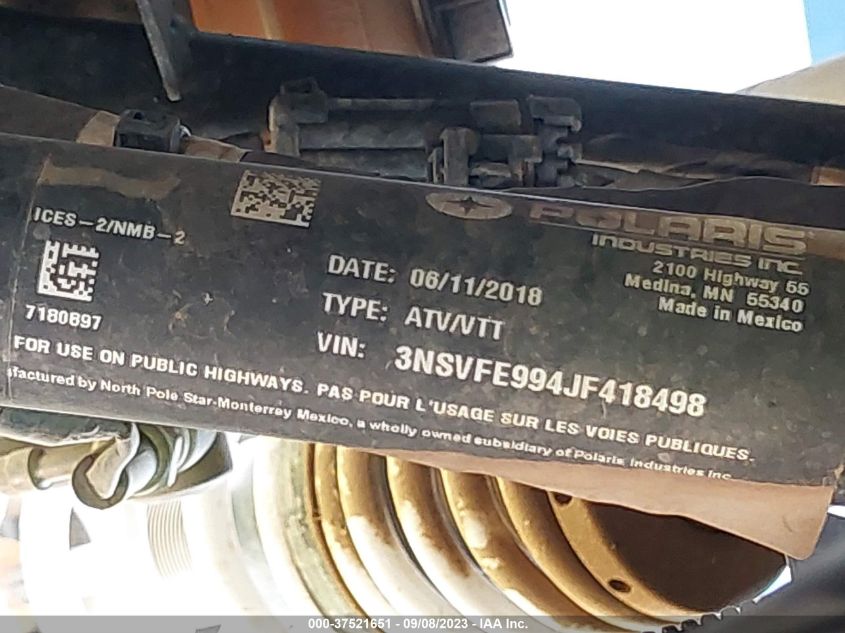 POLARIS
INDUSTRIES INC.
2100 Highway 55
Medina, MN 55340
Made in Mexico
ICES-2/NMB-2
7180897
DATE: 06/11/2018
TYPE: ATV/VTT
VIN: 3NSVFE994JF418498
FOR USE ON PUBLIC HIGHWAYS. PAS POUR L'USAGE SUR LES VOIES PUBLIQUES.
factured by North Pole Star-Monterrey Mexico, a wholly owned subsidiary of Polaris Industries Inc.
000-37521651 - 09/08/2023 - IAA Inc.